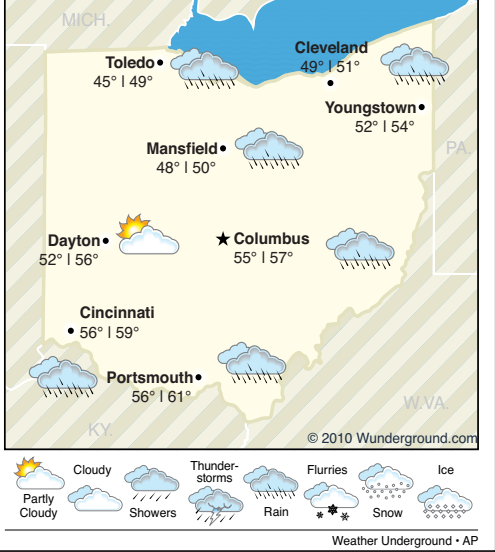 MICH.
Cleveland
49° | 51°
Toledo
45° | 49°
Youngstown
52° | 54°
Mansfield
48° | 50°
PA.
Dayton
52° | 56°
Columbus
55° | 57°
Cincinnati
56° | 59°
Portsmouth
56° | 61°
W.VA.
KY.
© 2010 Wunderground.com
Partly
Cloudy
Cloudy
Showers
Thunder-
storms
Rain
Flurries
Snow
Ice
Weather Underground • AP